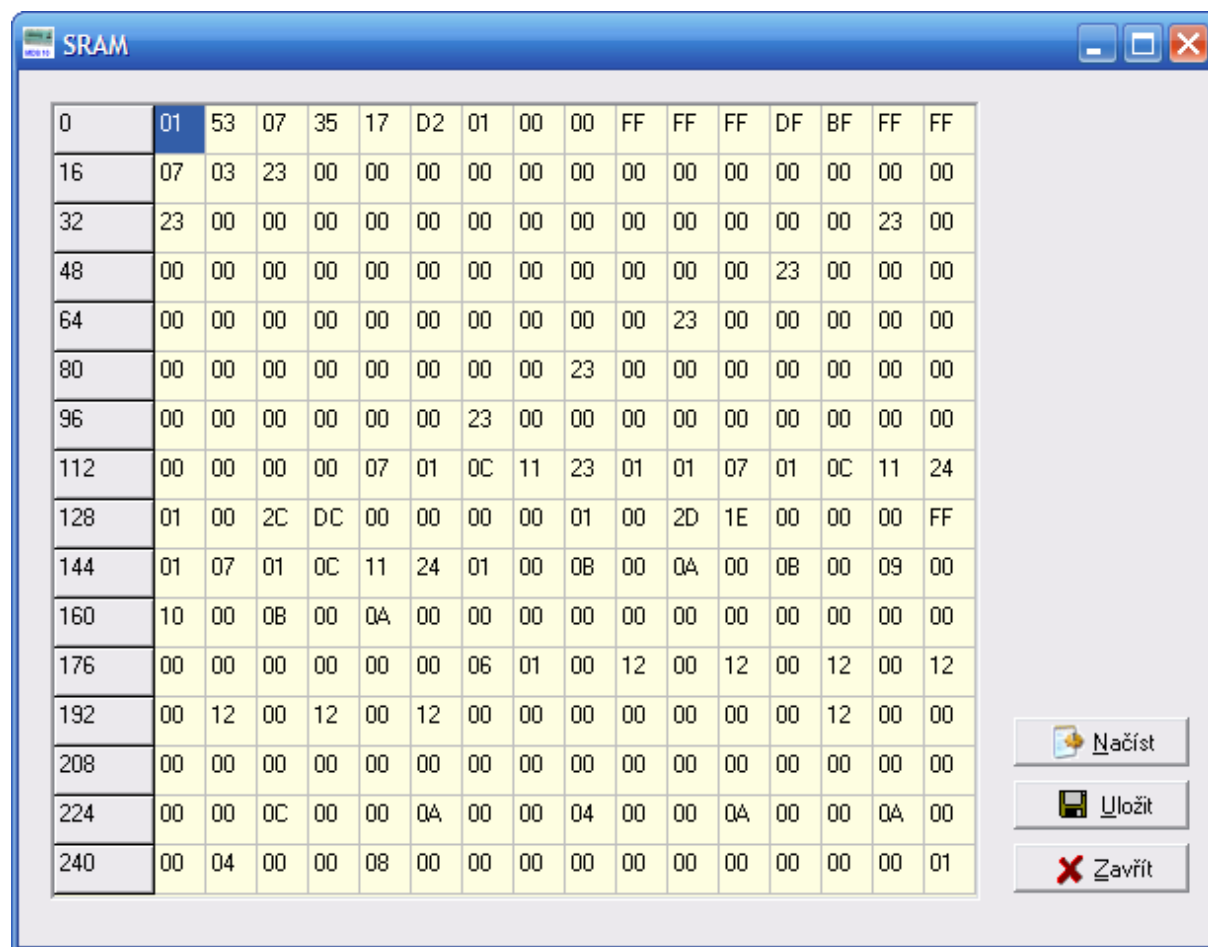 SRAM
0 01 53 07 35 17 D2 01 00 00 FF FF FF DF BF FF FF
16 07 03 23 00 00 00 00 00 00 00 00 00 00 00 00 00
32 23 00 00 00 00 00 00 00 00 00 00 00 00 00 23 00
48 00 00 00 00 00 00 00 00 00 00 00 00 23 00 00 00
64 00 00 00 00 00 00 00 00 00 00 23 00 00 00 00 00
80 00 00 00 00 00 00 00 00 23 00 00 00 00 00 00 00
96 00 00 00 00 00 00 23 00 00 00 00 00 00 00 00 00
112 00 00 00 00 07 01 0C 11 23 01 01 07 01 0C 11 24
128 01 00 2C DC 00 00 00 00 01 00 2D 1E 00 00 00 FF
144 01 07 01 0C 11 24 01 00 0B 00 0A 00 0B 00 09 00
160 10 00 0B 00 0A 00 00 00 00 00 00 00 00 00 00 00
176 00 00 00 00 00 00 06 01 00 12 00 12 00 12 00 12
192 00 12 00 12 00 12 00 00 00 00 00 00 00 12 00 00
208 00 00 00 00 00 00 00 00 00 00 00 00 00 00 00 00
224 00 00 0C 00 00 0A 00 00 04 00 00 0A 00 00 0A 00
240 00 04 00 00 08 00 00 00 00 00 00 00 00 00 00 01
Načíst
Uložit
Zavřít